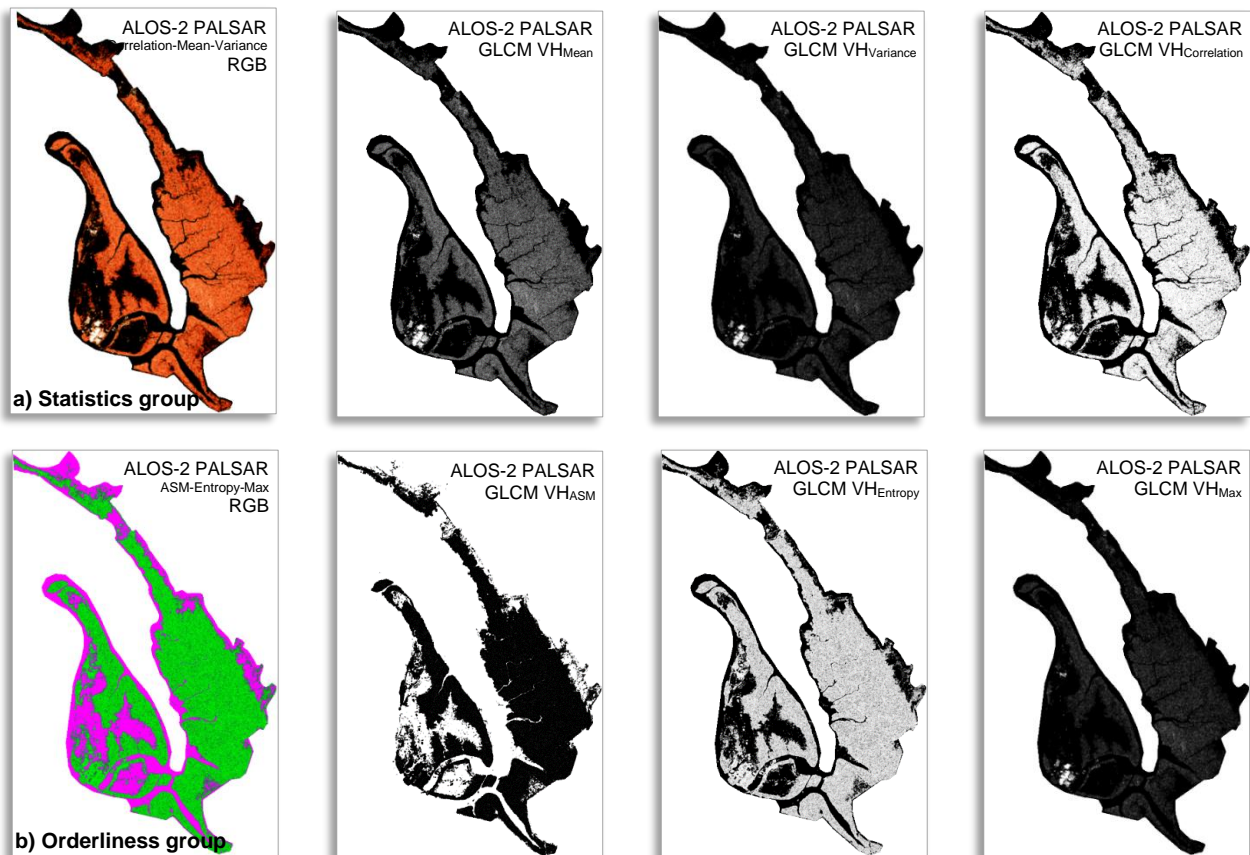 ALOS-2 PALSAR
Correlation-Mean-Variance
RGB
a) Statistics group
ALOS-2 PALSAR
GLCM VHMean
ALOS-2 PALSAR
GLCM VHVariance
ALOS-2 PALSAR
GLCM VHCorrelation
ALOS-2 PALSAR
ASM-Entropy-Max
RGB
b) Orderliness group
ALOS-2 PALSAR
GLCM VHASM
ALOS-2 PALSAR
GLCM VHEntropy
ALOS-2 PALSAR
GLCM VHMax